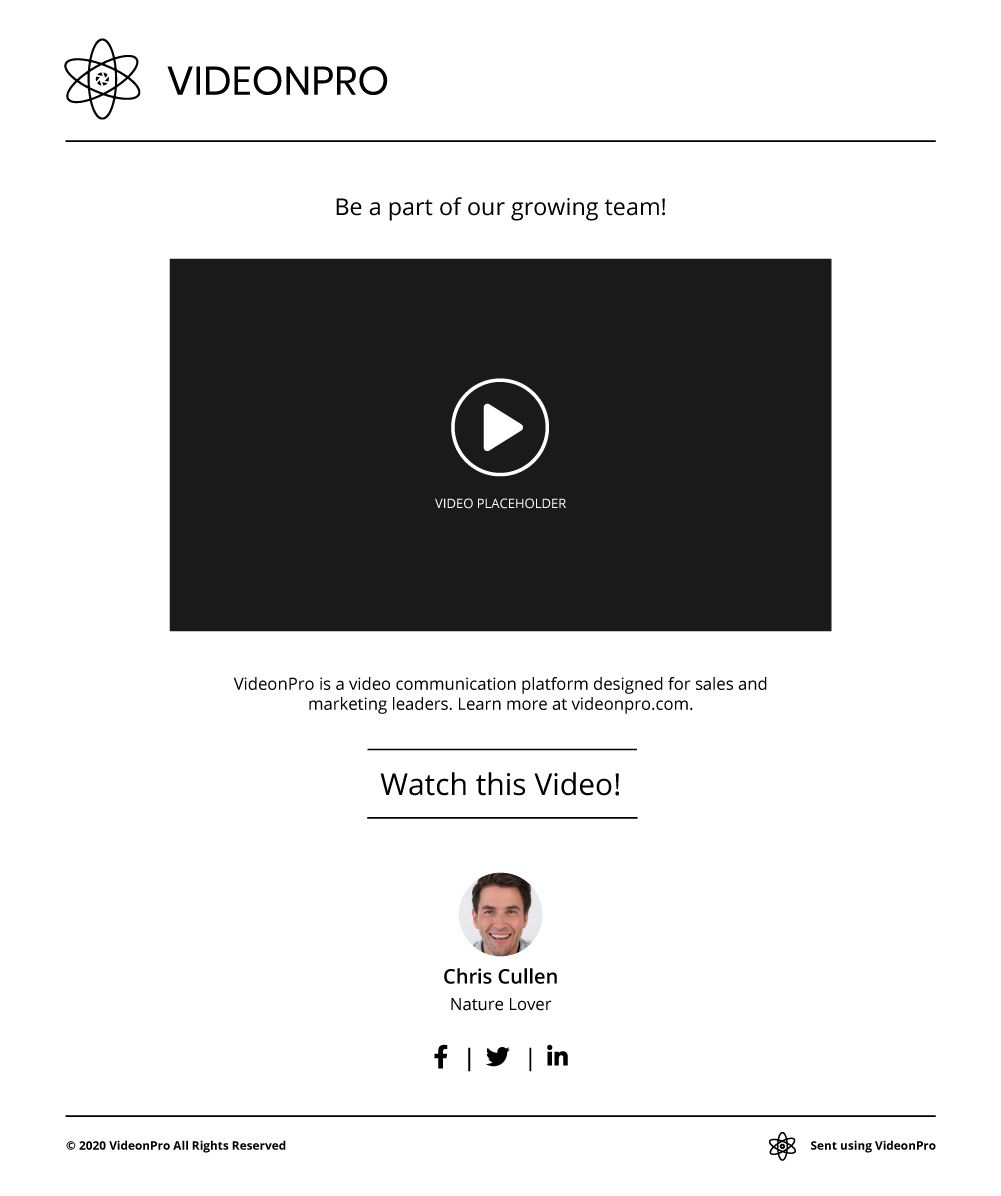 VIDEONPRO
Be a part of our growing team!
VIDEO PLACEHOLDER
VideonPro is a video communication platform designed for sales and
marketing leaders. Learn more at videonpro.com.
Watch this Video!
Chris Cullen
Nature Lover
© 2020 VideonPro All Rights Reserved
Sent using VideonPro